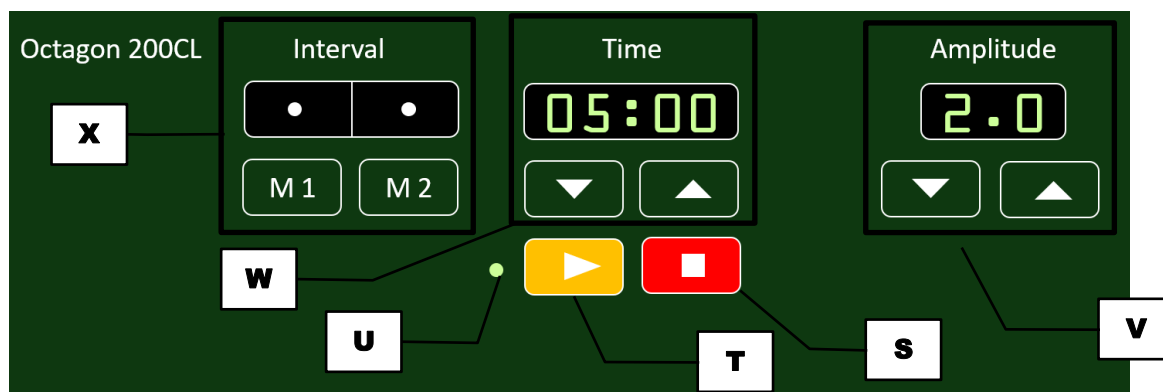 Octagon 200CL
Interval
Time
Amplitude
05:00
2.0
X
M 1
M 2
W
U
T
S
V